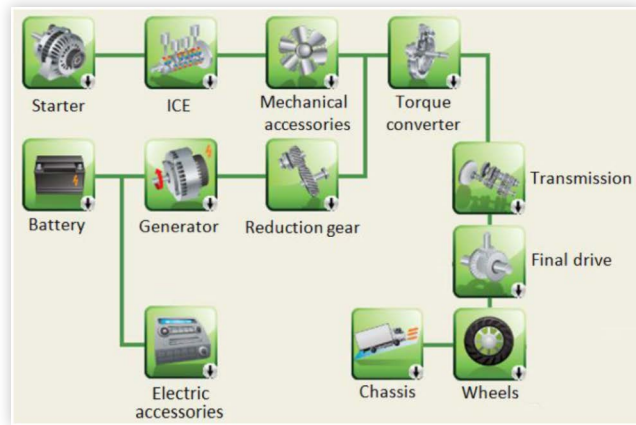 Starter
ICE
Mechanical
accessories
Torque
converter
Transmission
Battery
Generator
Reduction gear
Final drive
Electric
accessories
Chassis
Wheels